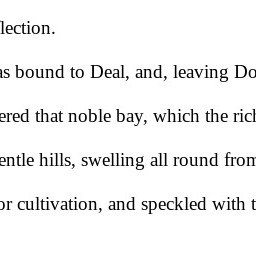 lection.
as bound to Deal, and, leaving Do
ered that noble bay, which the rich
entle hills, swelling all round from
or cultivation, and speckled with t